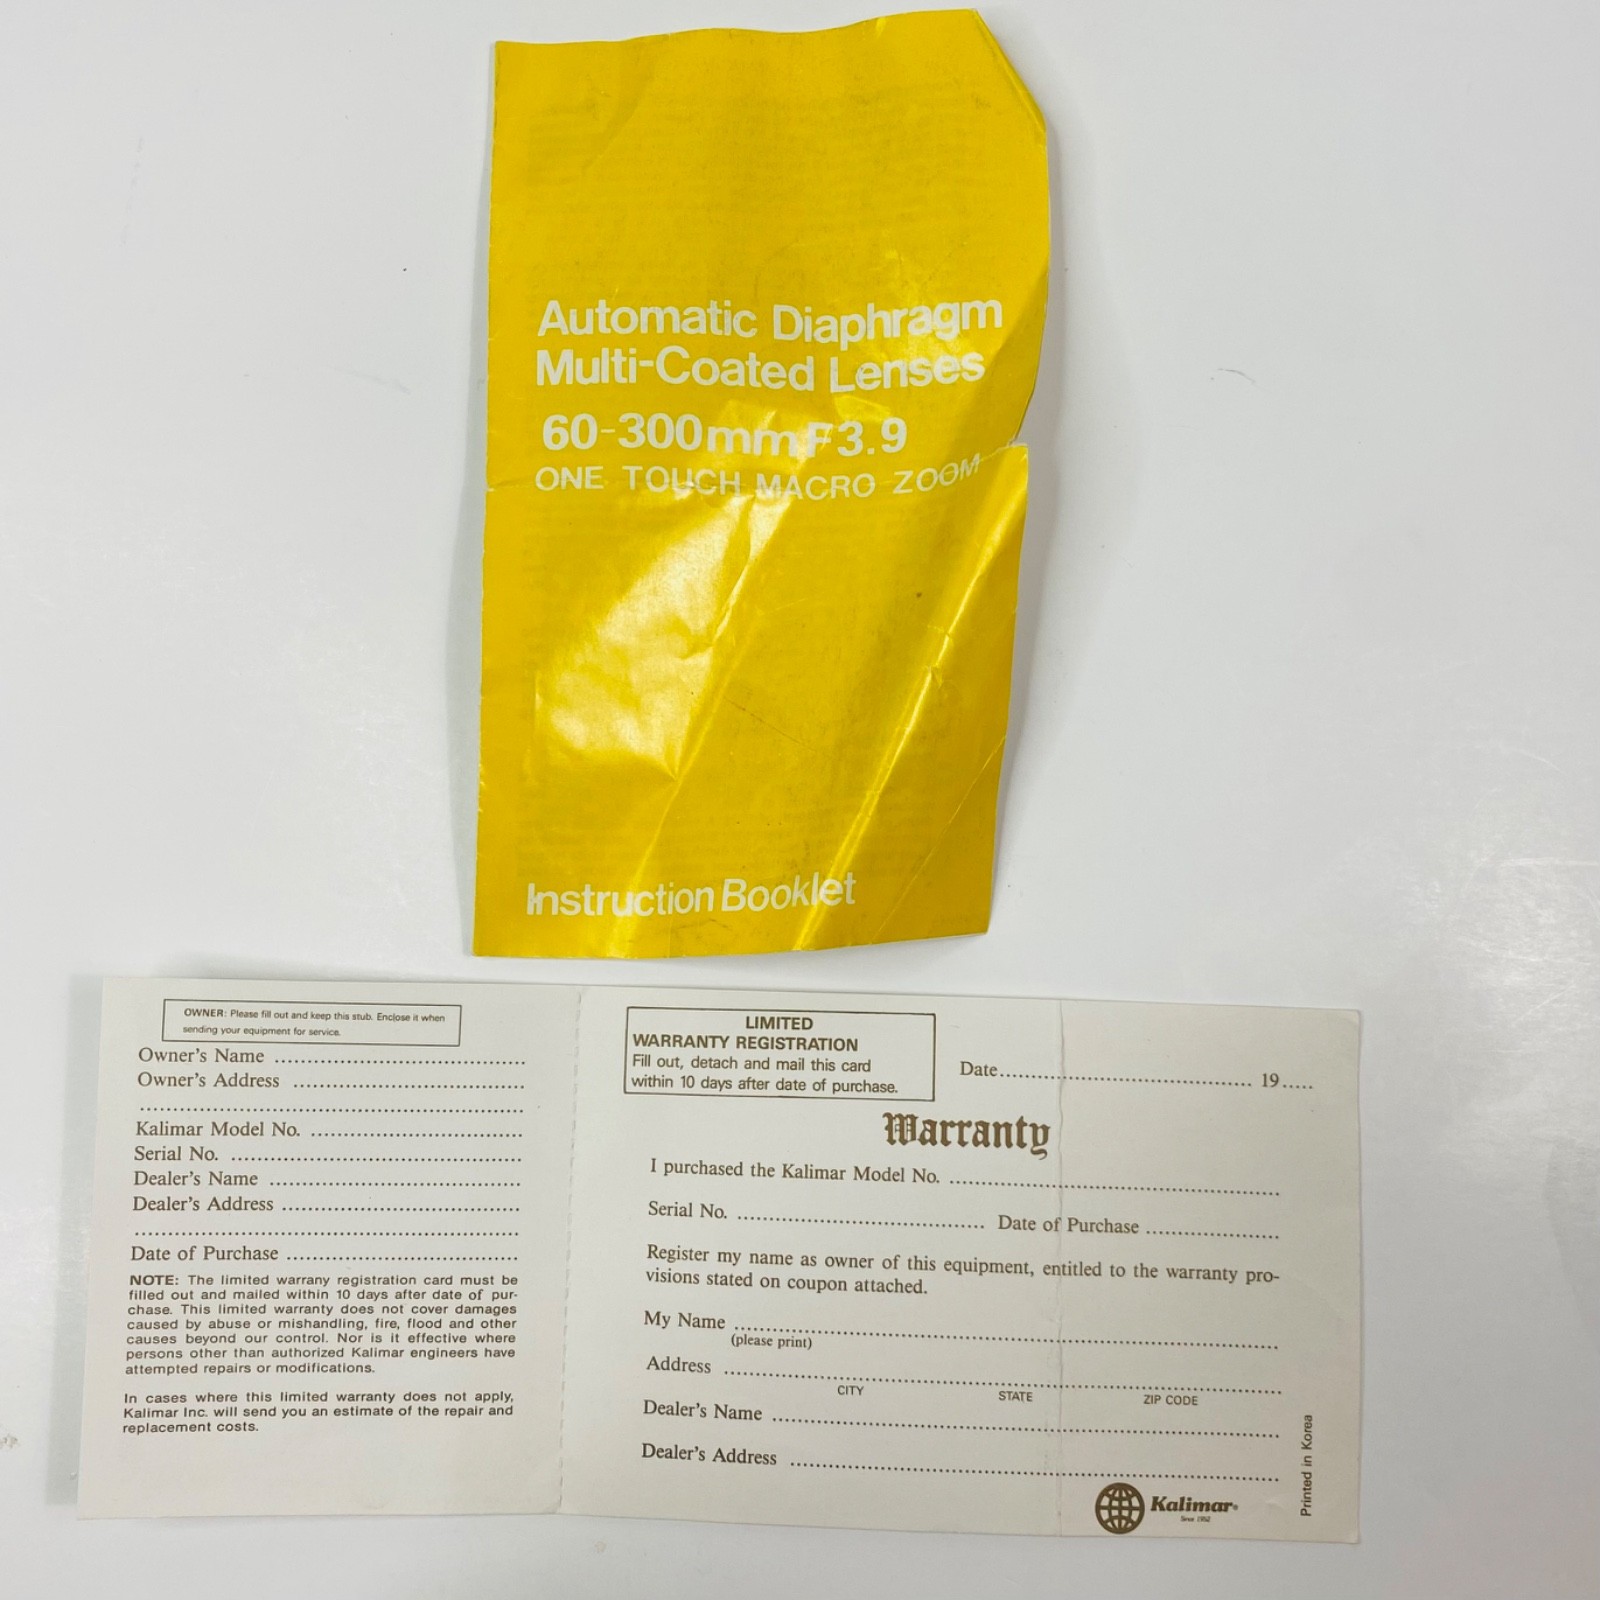 Automatic Diaphragm
Multi-Coated Lenses
60-300mm F3.9
ONE TOUCH MACRO ZOOM
Instruction Booklet
OWNER: Please fill out and keep this stub. Enclose it when
sending your equipment for service.
Owner's Name
Owner's Address
Kalimar Model No.
Serial No.
Dealer's Name
Dealer's Address
Date of Purchase
NOTE: The limited warrany registration card must be
filled out and mailed within 10 days after date of pur-
chase. This limited warranty does not cover damages
caused by abuse or mishandling, fire, flood and other
causes beyond our control. Nor is it effective where
persons other than authorized Kalimar engineers have
attempted repairs or modifications.
In cases where this limited warranty does not apply,
Kalimar Inc. will send you an estimate of the repair and
replacement costs.
LIMITED
WARRANTY REGISTRATION
Fill out, detach and mail this card
within 10 days after date of purchase.
Date.......................................... 19.....
Warranty
I purchased the Kalimar Model No.
Serial No. .......................................... Date of Purchase
Register my name as owner of this equipment, entitled to the warranty pro-
visions stated on coupon attached.
My Name
(please print)
Address
CITY STATE ZIP CODE
Dealer's Name
Dealer's Address
Kalimar®
Since 1952
Printed in Korea